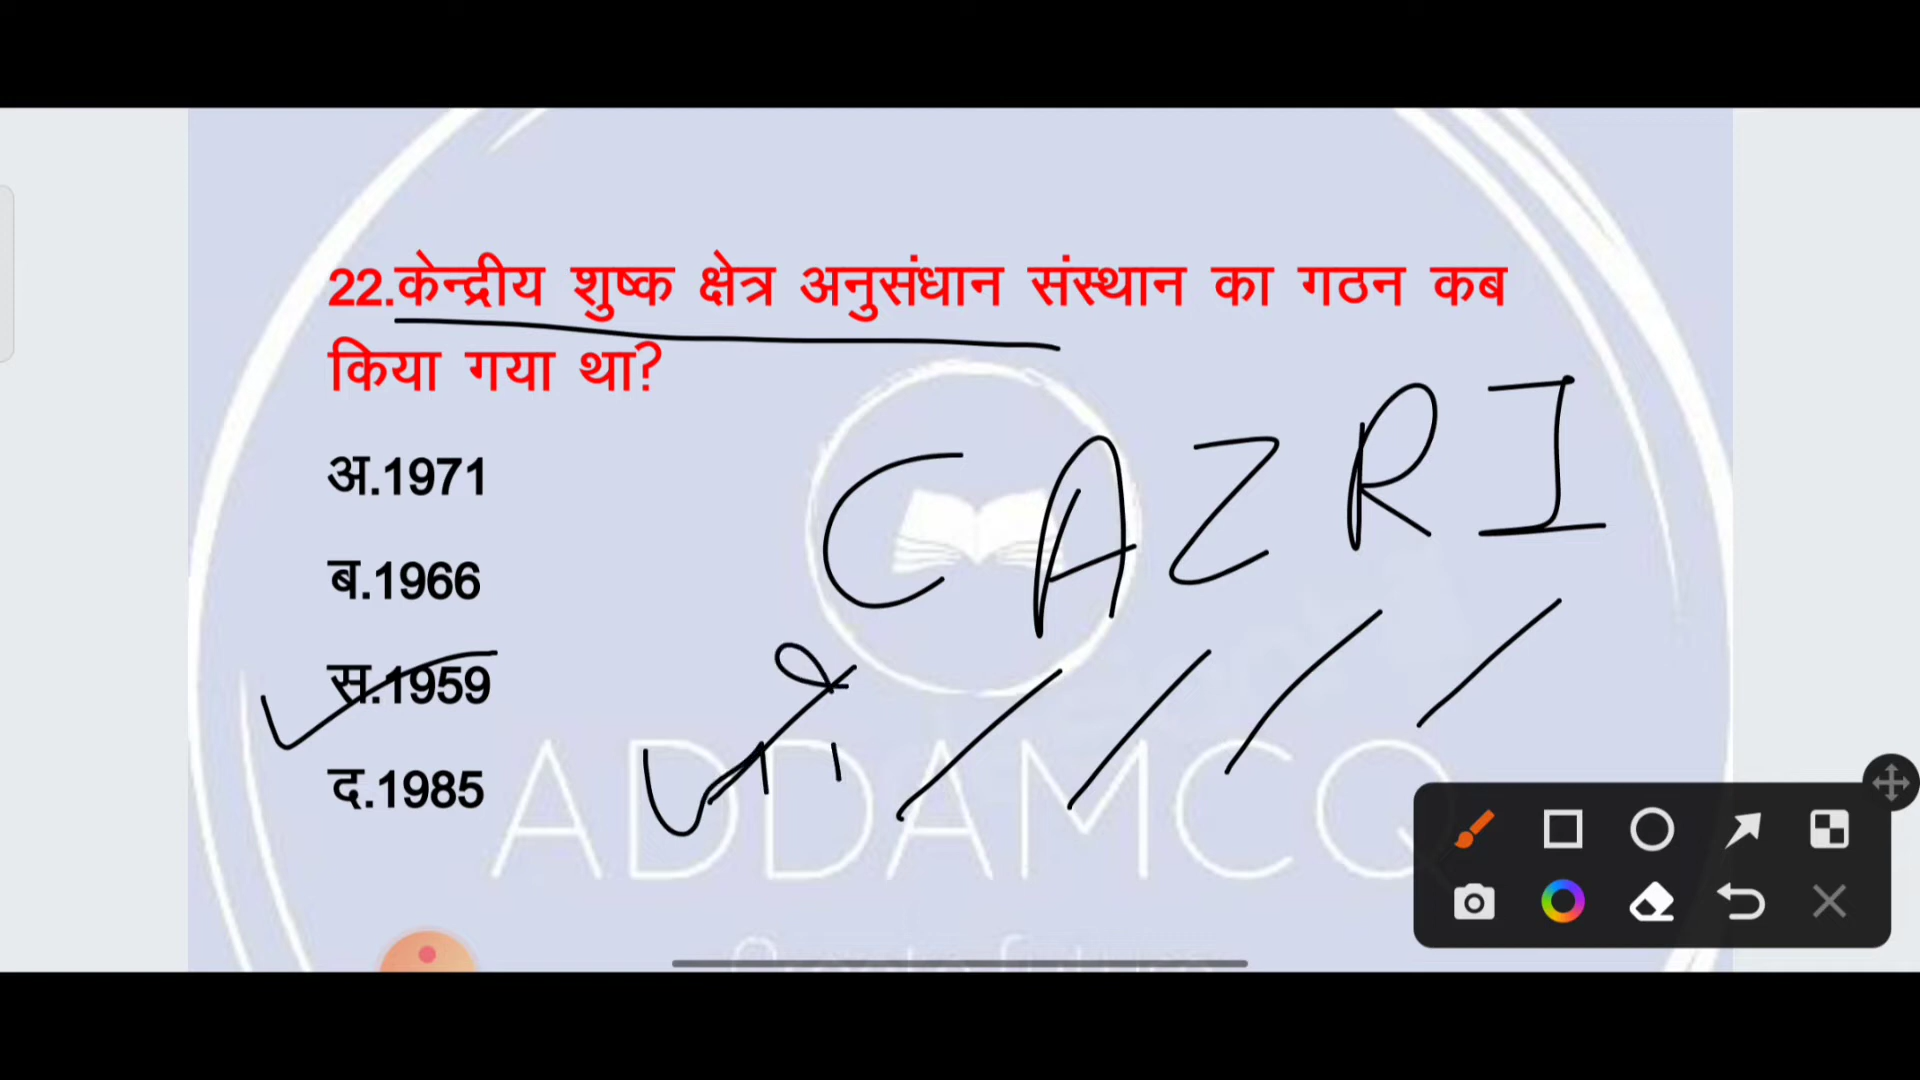 22.केन्द्रीय शुष्क क्षेत्र अनुसंधान संस्थान का गठन कब
किया गया था?
अ.1971
ब.1966
स.1959
द.1985
CAZRI
ADDAMCQ